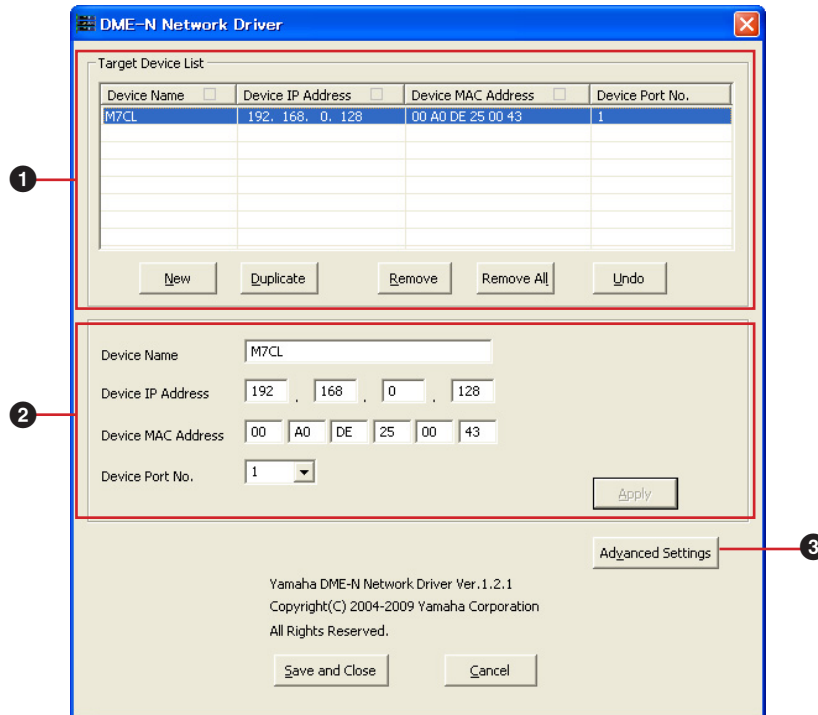 DME-N Network Driver
Target Device List
Device Name Device IP Address Device MAC Address Device Port No.
M7CL 192. 168. 0. 128 00 A0 DE 25 00 43 1
1
New Duplicate Remove Remove All Undo
Device Name M7CL
Device IP Address 192 . 168 . 0 . 128
2
Device MAC Address 00 A0 DE 25 00 43
Device Port No. 1
Apply
Advanced Settings 3
Yamaha DME-N Network Driver Ver.1.2.1
Copyright(C) 2004-2009 Yamaha Corporation
All Rights Reserved.
Save and Close Cancel